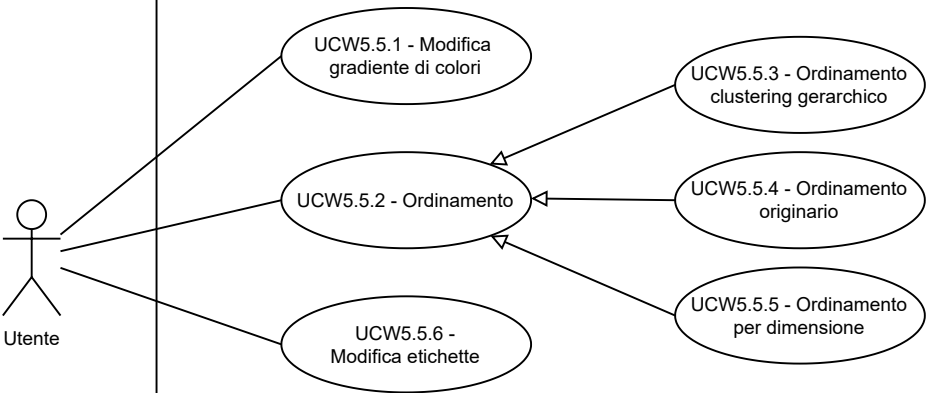 UCW5.5.1 - Modifica
gradiente di colori
UCW5.5.3 - Ordinamento
clustering gerarchico
UCW5.5.2 - Ordinamento
UCW5.5.4 - Ordinamento
originario
UCW5.5.5 - Ordinamento
per dimensione
UCW5.5.6 -
Modifica etichette
Utente